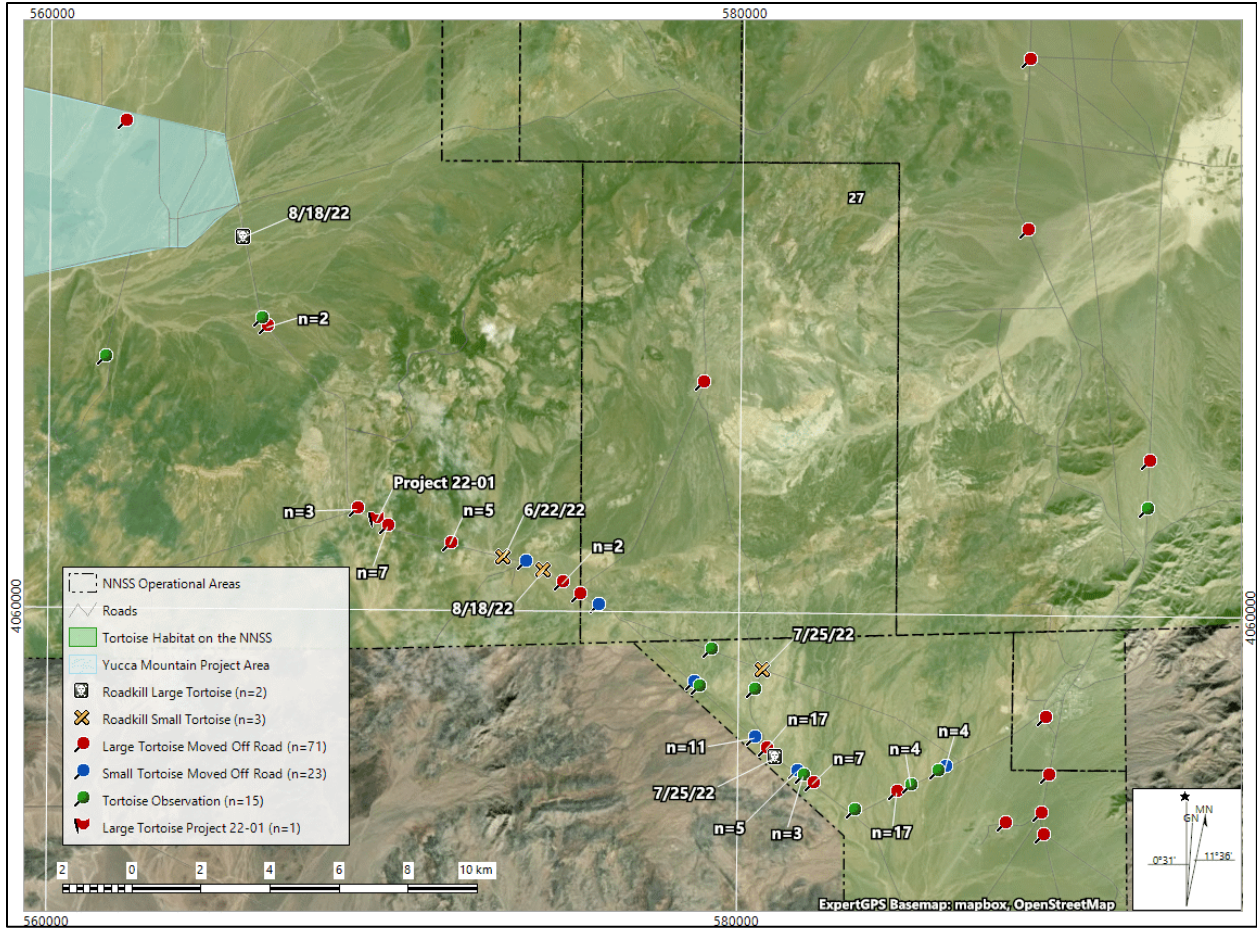 560000
580000
27
8/18/22
n=2
Project 22-01
n=3
n=5
6/22/22
n=7
n=2
8/18/22
4060000
4060000
7/25/22
n=17
n=11
n=4
n=4
n=7
7/25/22
n=5
n=3
n=17
NNSS Operational Areas
Roads
Tortoise Habitat on the NNSS
Yucca Mountain Project Area
Roadkill Large Tortoise (n=2)
Roadkill Small Tortoise (n=3)
Large Tortoise Moved Off Road (n=71)
Small Tortoise Moved Off Road (n=23)
Tortoise Observation (n=15)
Large Tortoise Project 22-01 (n=1)
2 0 2 4 6 8 10 km
MN
GN
0°31'
11°36'
ExpertGPS Basemap: mapbox, OpenStreetMap
560000
580000